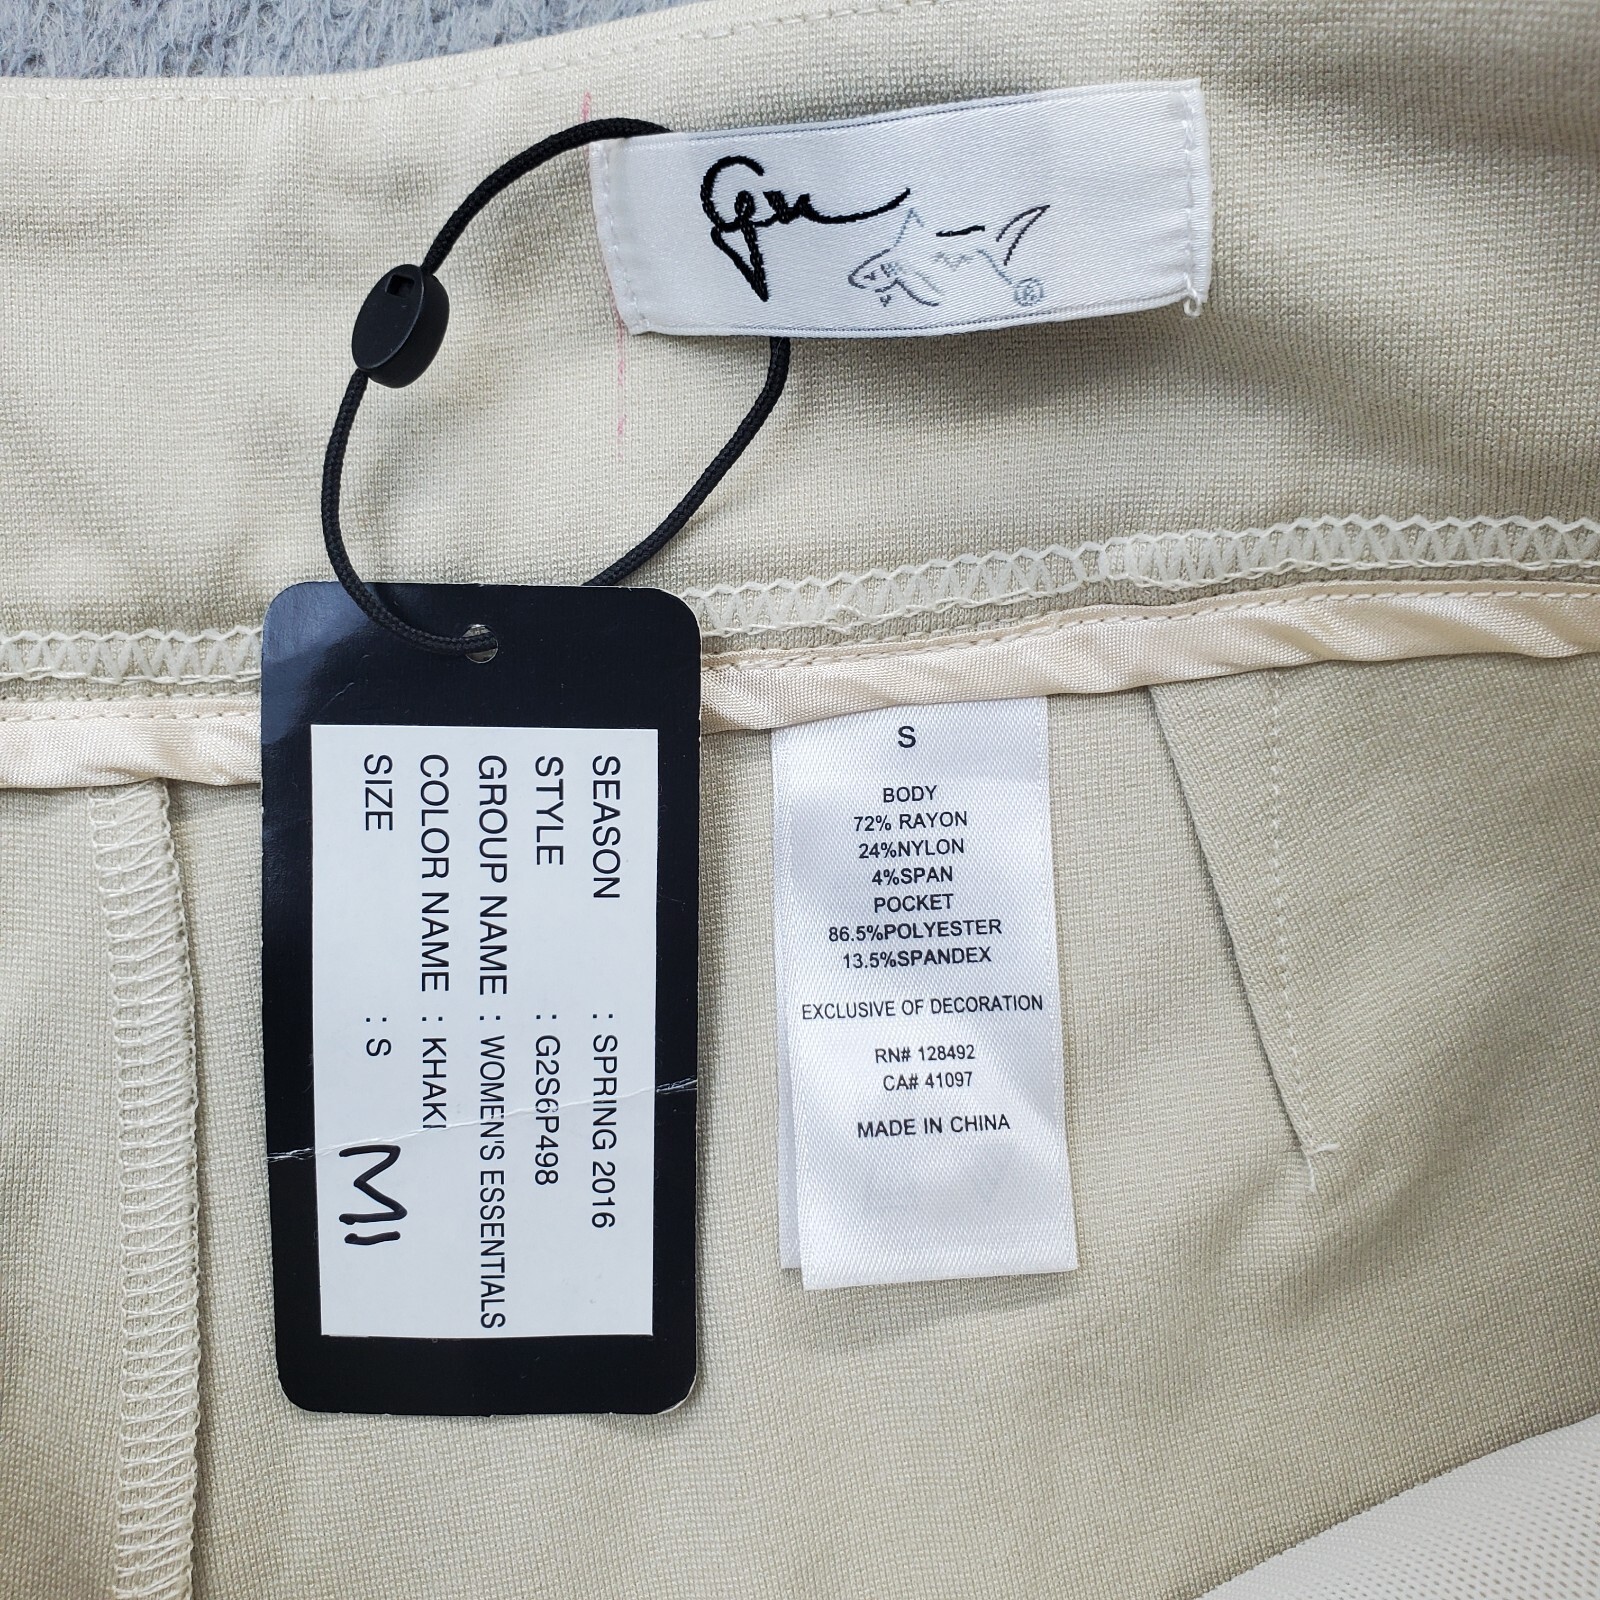 S
BODY
72% RAYON
24%NYLON
4%SPAN
POCKET
86.5%POLYESTER
13.5%SPANDEX
EXCLUSIVE OF DECORATION
RN# 128492
CA# 41097
MADE IN CHINA
SEASON : SPRING 2016
STYLE : G2S6P498
GROUP NAME : WOMEN'S ESSENTIALS
COLOR NAME : KHAKI
SIZE : S